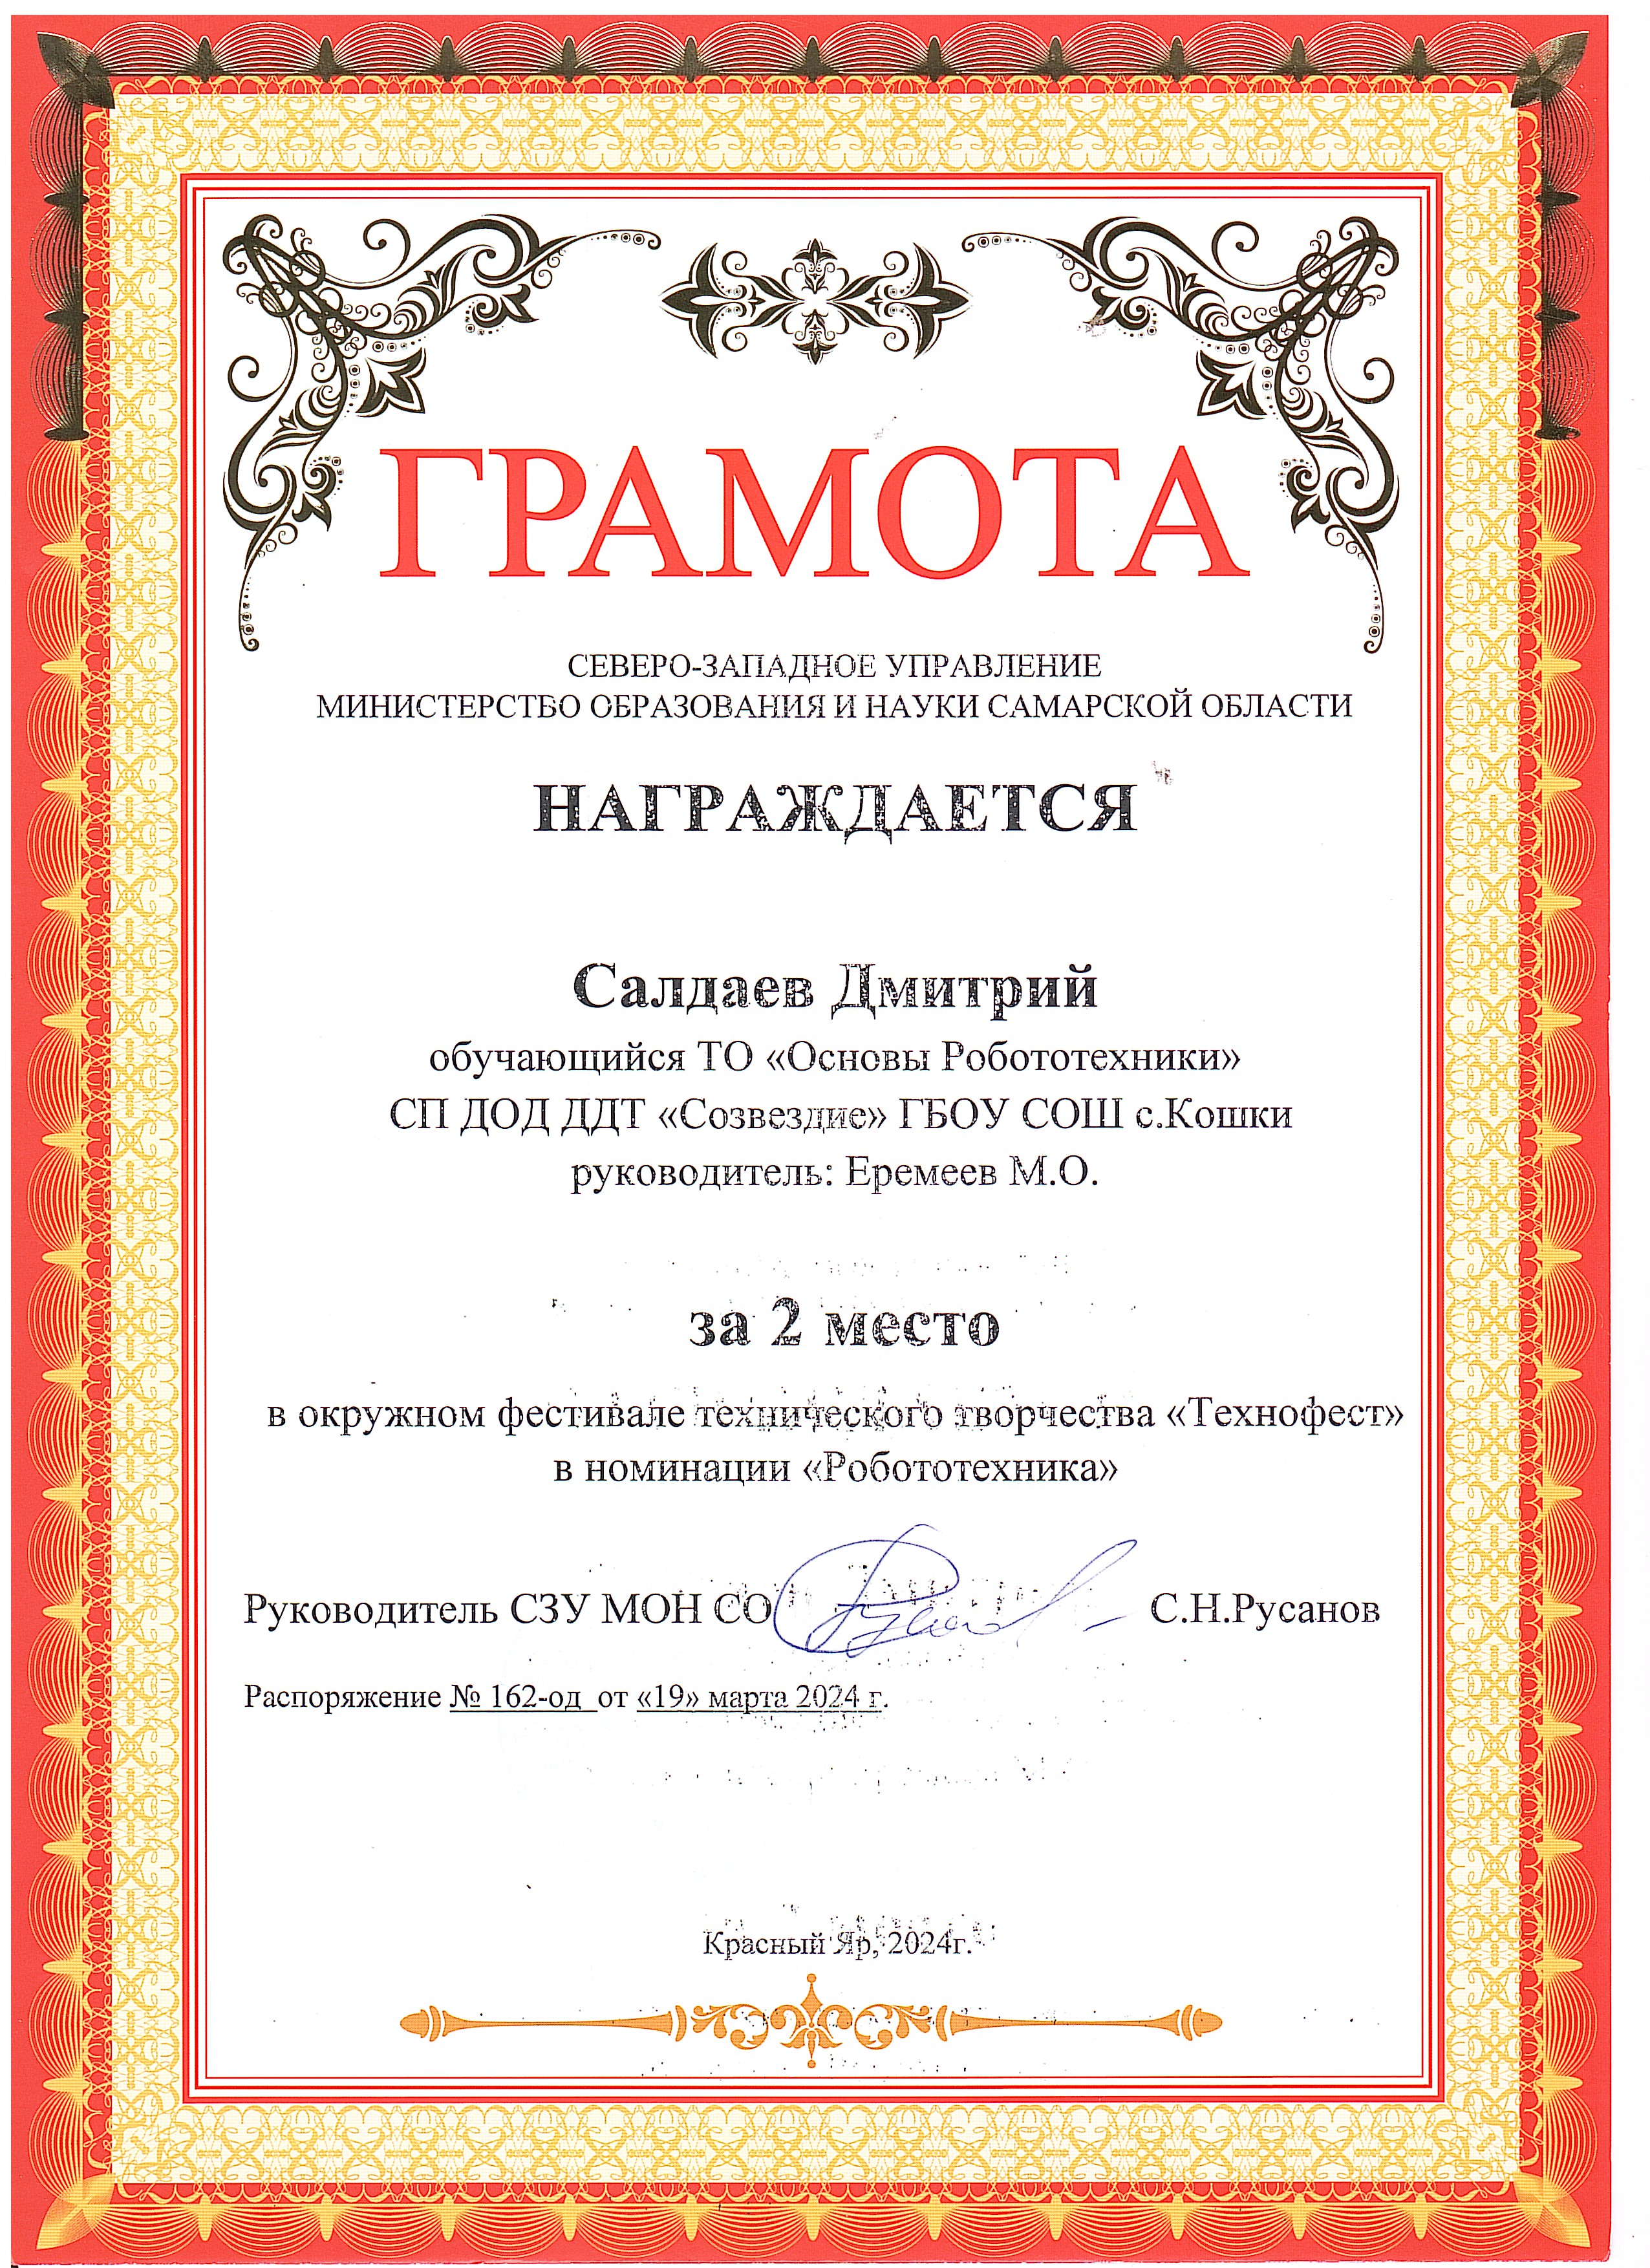 ГРАМОТА
СЕВЕРО-ЗАПАДНОЕ УПРАВЛЕНИЕ
МИНИСТЕРСТВО ОБРАЗОВАНИЯ И НАУКИ САМАРСКОЙ ОБЛАСТИ
НАГРАЖДАЕТСЯ
Салдаев Дмитрий
обучающийся ТО «Основы Робототехники»
СП ДОД ДДТ «Созвездие» ГБОУ СОШ с.Кошки
руководитель: Еремеев М.О.
за 2 место
в окружном фестивале технического творчества «Технофест»
в номинации «Робототехника»
Руководитель СЗУ МОН СО С.Н.Русанов
Распоряжение № 162-од от «19» марта 2024 г.
Красный Яр, 2024г.